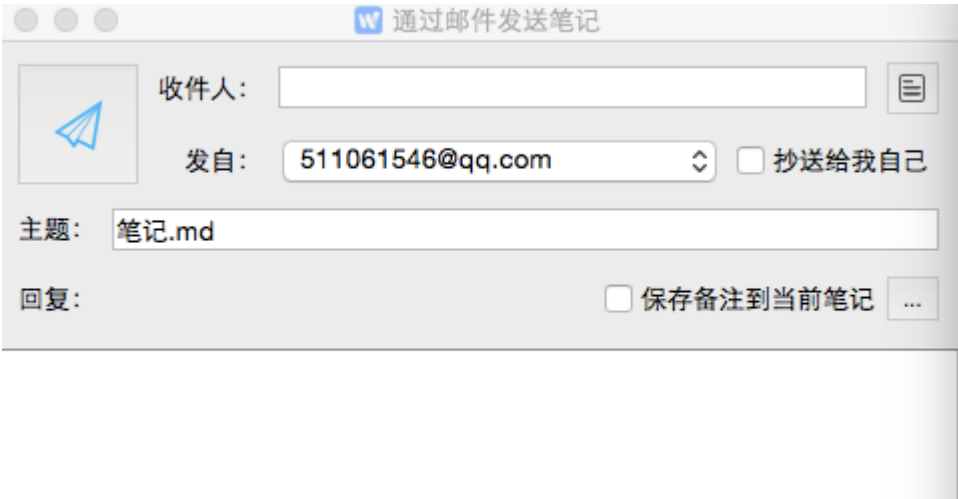 通过邮件发送笔记
收件人:
发自: 511061546@qq.com 抄送给我自己
主题: 笔记.md
回复: 保存备注到当前笔记 ...